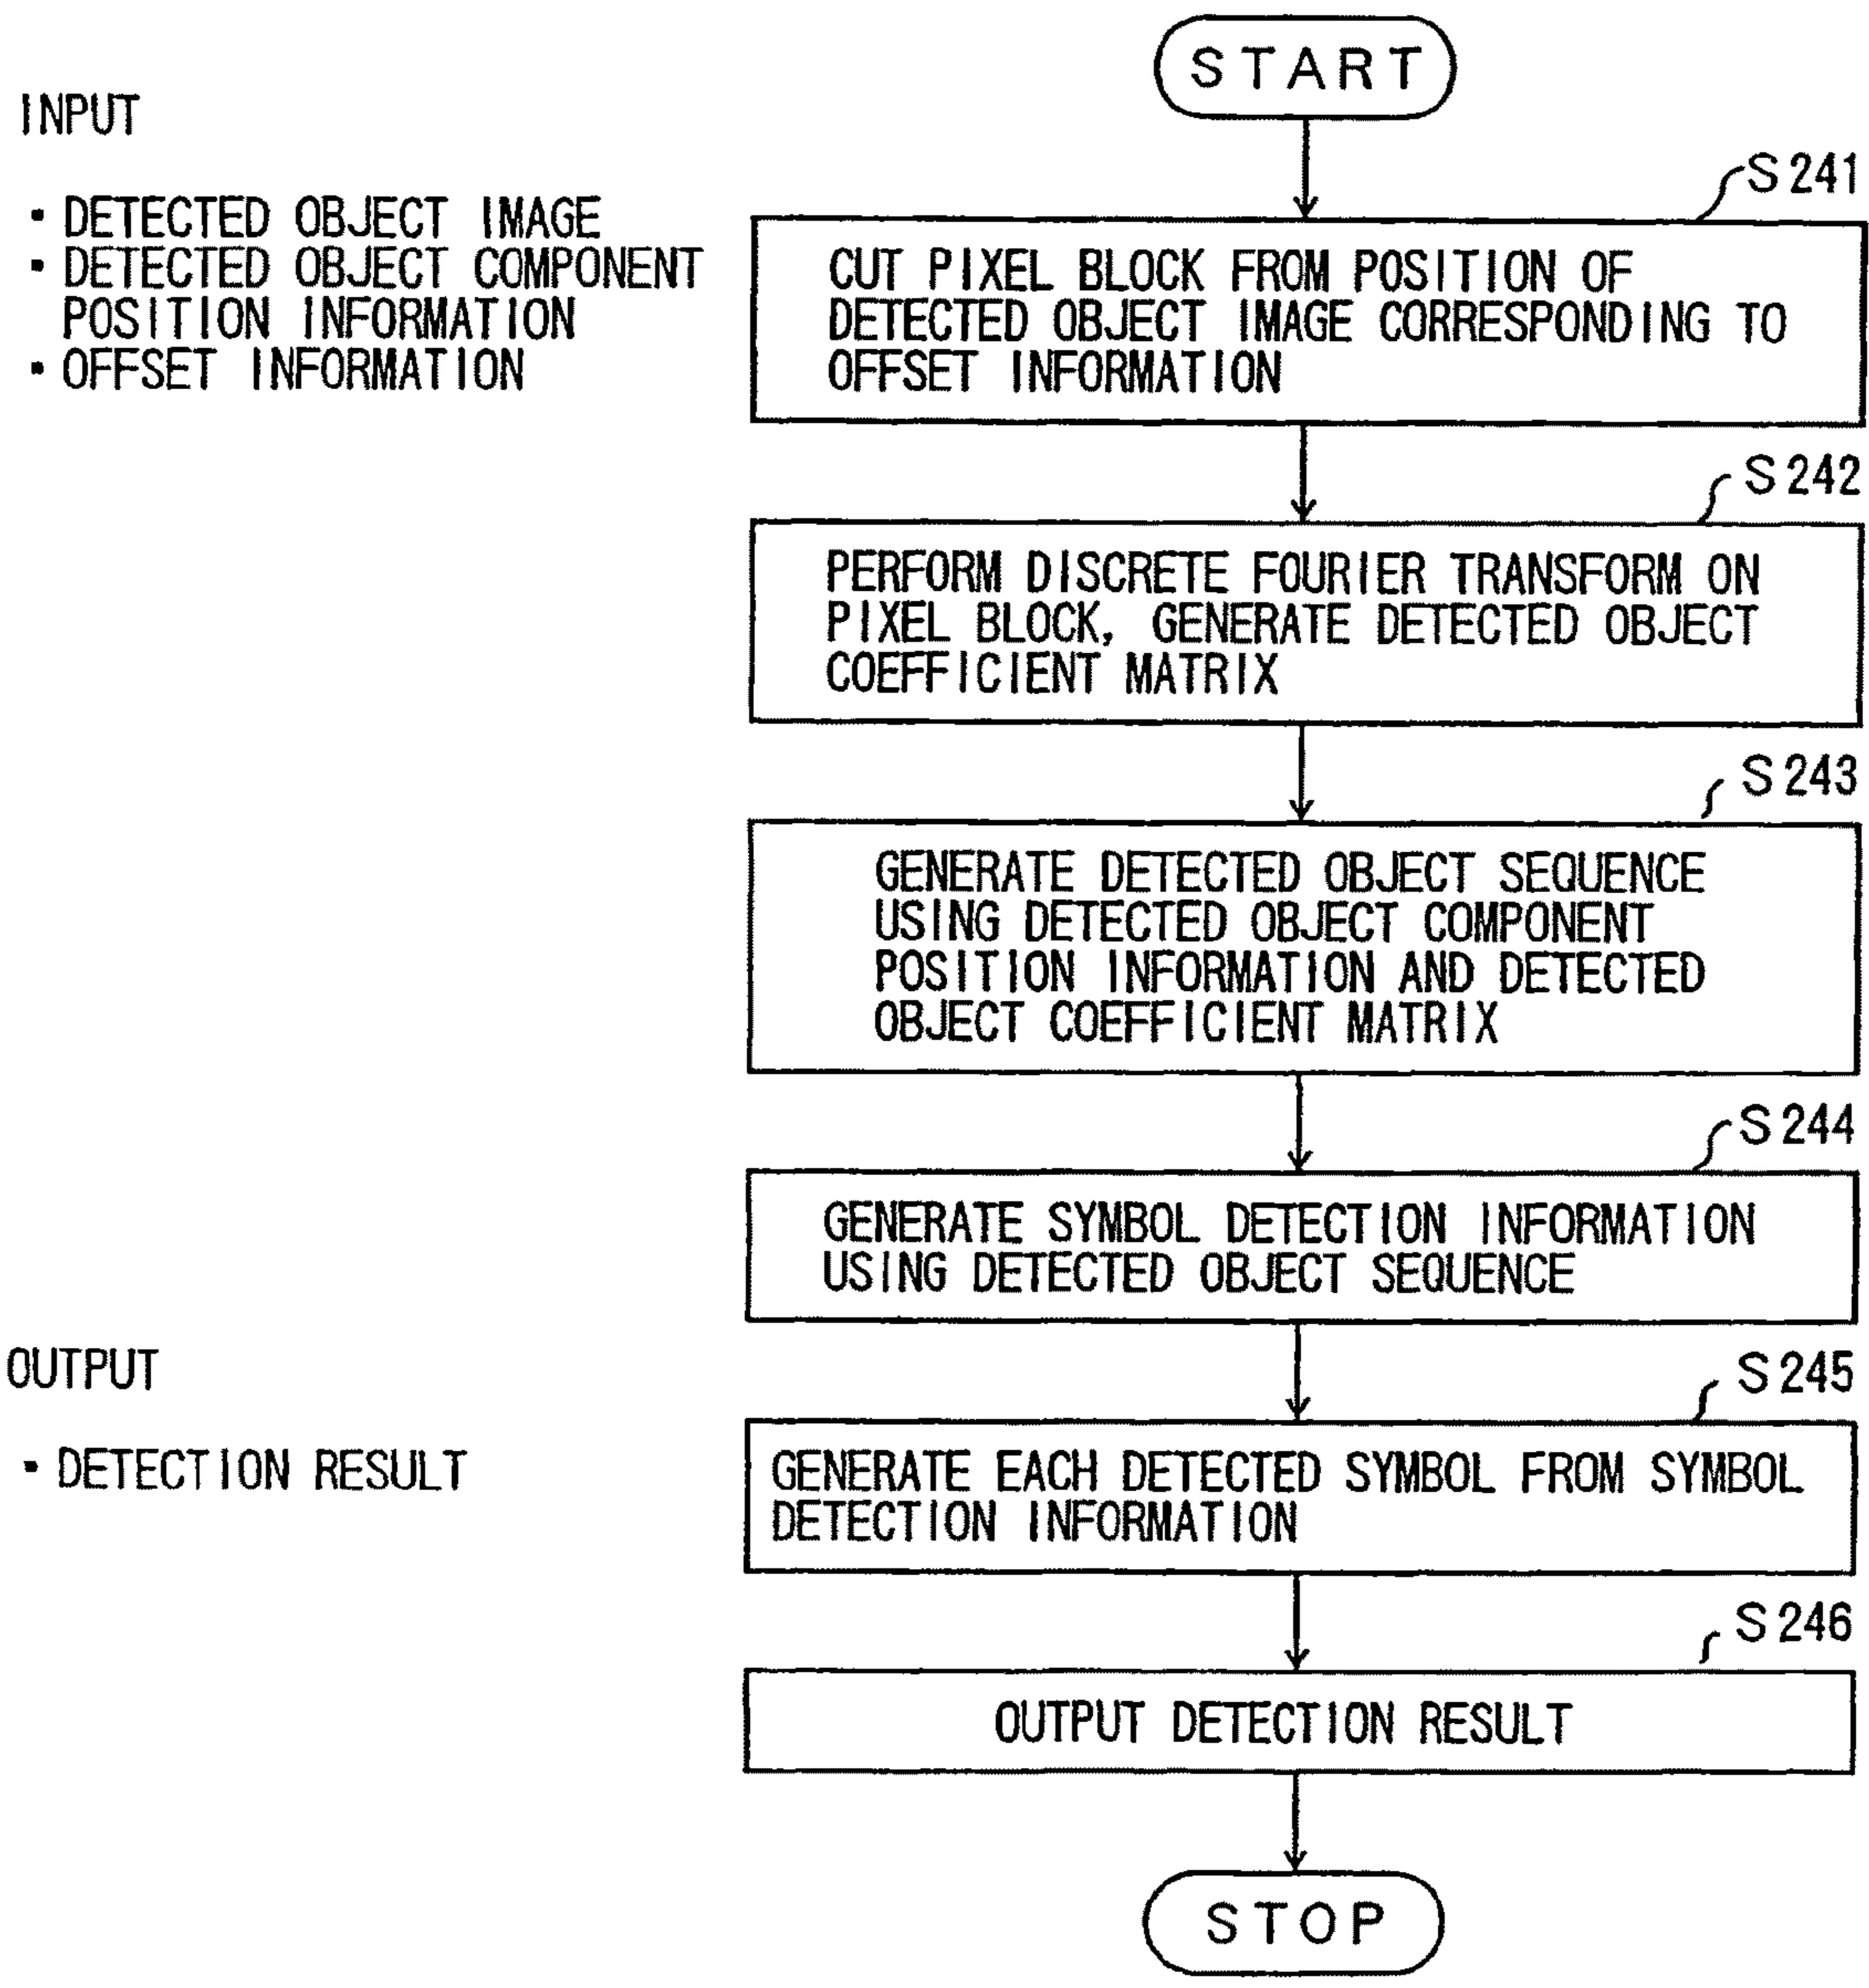 START
INPUT
・DETECTED OBJECT IMAGE
・DETECTED OBJECT COMPONENT
POSITION INFORMATION
・OFFSET INFORMATION
S241
CUT PIXEL BLOCK FROM POSITION OF
DETECTED OBJECT IMAGE CORRESPONDING TO
OFFSET INFORMATION
S242
PERFORM DISCRETE FOURIER TRANSFORM ON
PIXEL BLOCK, GENERATE DETECTED OBJECT
COEFFICIENT MATRIX
S243
GENERATE DETECTED OBJECT SEQUENCE
USING DETECTED OBJECT COMPONENT
POSITION INFORMATION AND DETECTED
OBJECT COEFFICIENT MATRIX
S244
GENERATE SYMBOL DETECTION INFORMATION
USING DETECTED OBJECT SEQUENCE
OUTPUT
・DETECTION RESULT
S245
GENERATE EACH DETECTED SYMBOL FROM SYMBOL
DETECTION INFORMATION
S246
OUTPUT DETECTION RESULT
STOP